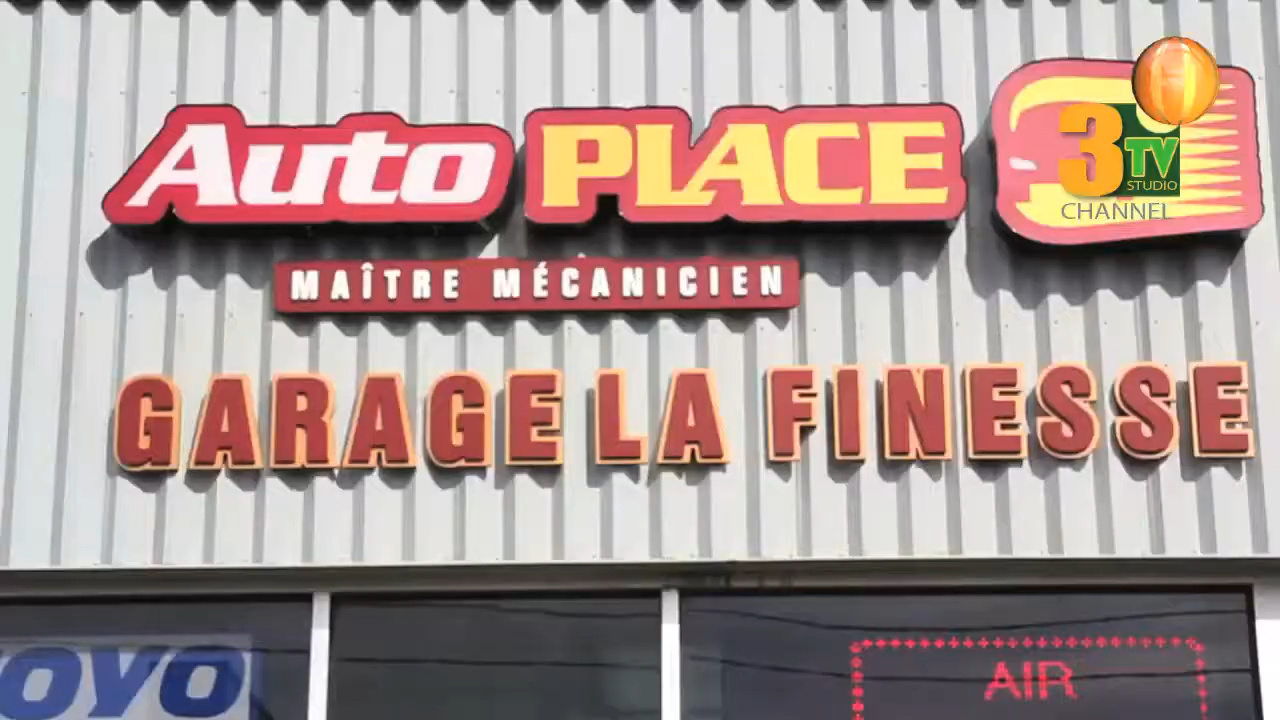 Auto PLACE
3 TV
STUDIO
CHANNEL
MAÎTRE MÉCANICIEN
GARAGE LA FINESSE
OYO
AIR